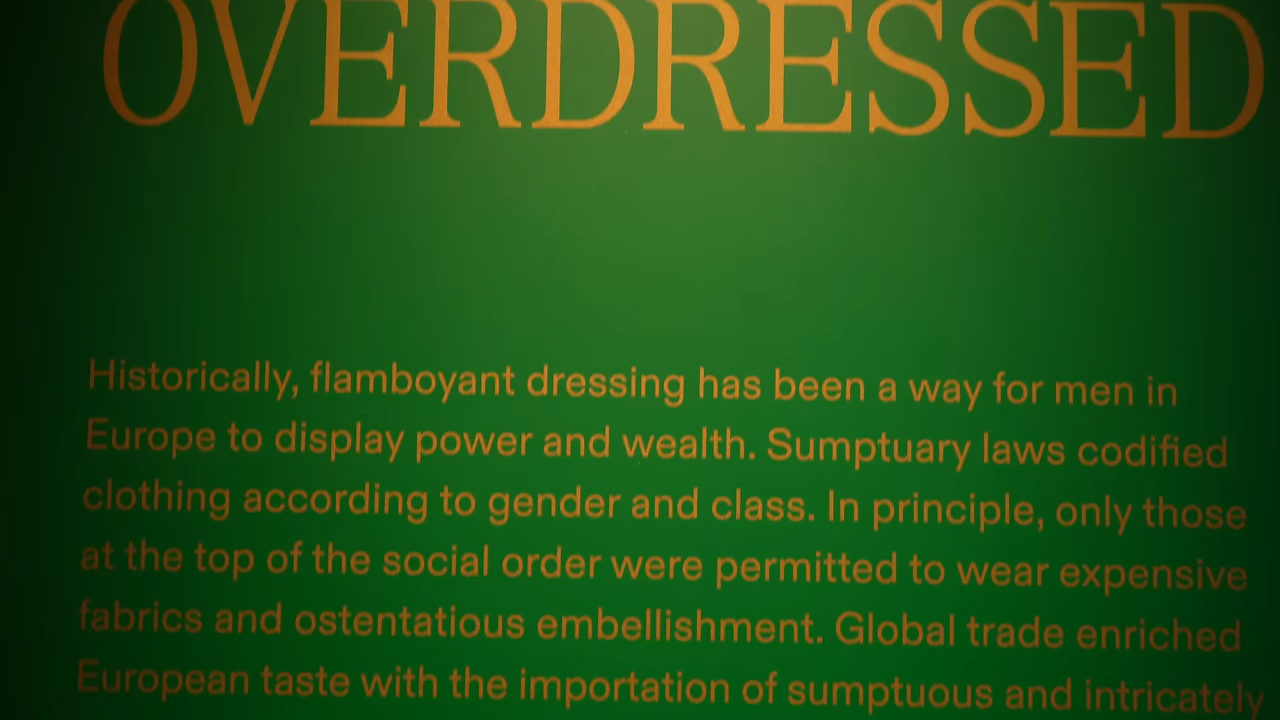 OVERDRESSED
Historically, flamboyant dressing has been a way for men in
Europe to display power and wealth. Sumptuary laws codified
clothing according to gender and class. In principle, only those
at the top of the social order were permitted to wear expensive
fabrics and ostentatious embellishment. Global trade enriched
European taste with the importation of sumptuous and intricately